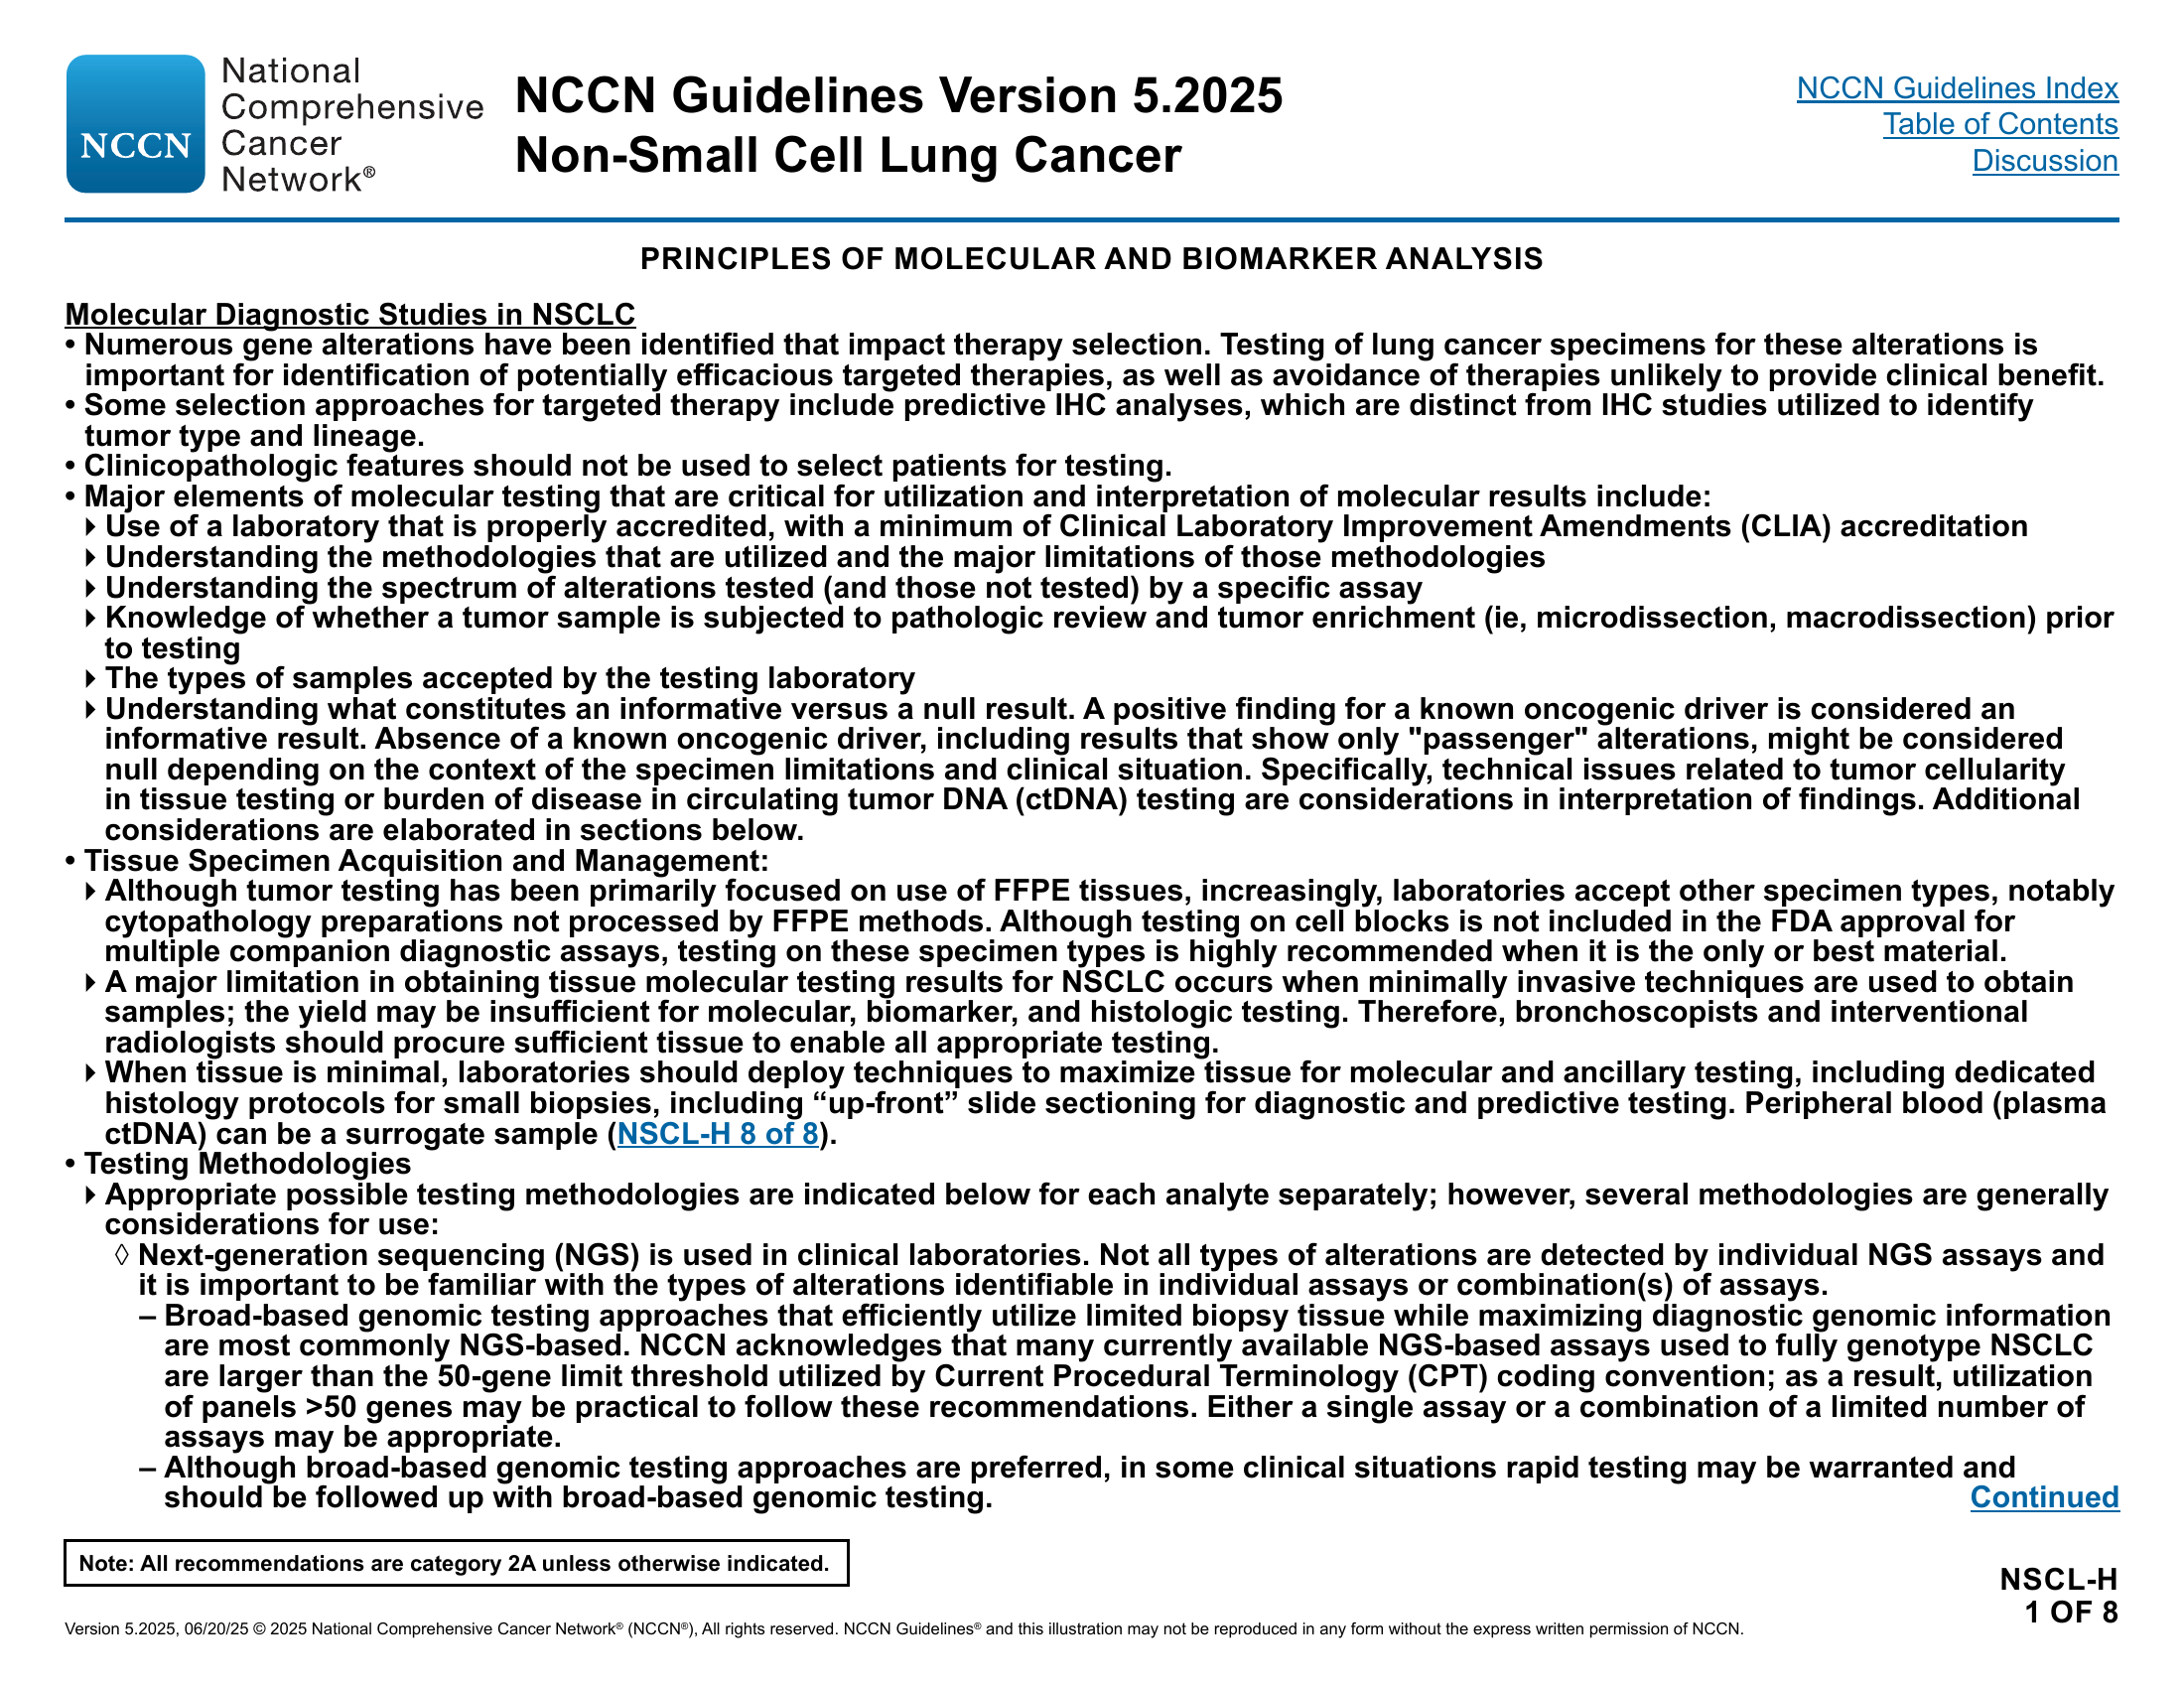 NCCN
National
Comprehensive
Cancer
Network®
NCCN Guidelines Version 5.2025
Non-Small Cell Lung Cancer
NCCN Guidelines Index
Table of Contents
Discussion
PRINCIPLES OF MOLECULAR AND BIOMARKER ANALYSIS
Molecular Diagnostic Studies in NSCLC
• Numerous gene alterations have been identified that impact therapy selection. Testing of lung cancer specimens for these alterations is
important for identification of potentially efficacious targeted therapies, as well as avoidance of therapies unlikely to provide clinical benefit.
• Some selection approaches for targeted therapy include predictive IHC analyses, which are distinct from IHC studies utilized to identify
tumor type and lineage.
• Clinicopathologic features should not be used to select patients for testing.
• Major elements of molecular testing that are critical for utilization and interpretation of molecular results include:
▸ Use of a laboratory that is properly accredited, with a minimum of Clinical Laboratory Improvement Amendments (CLIA) accreditation
▸ Understanding the methodologies that are utilized and the major limitations of those methodologies
▸ Understanding the spectrum of alterations tested (and those not tested) by a specific assay
▸ Knowledge of whether a tumor sample is subjected to pathologic review and tumor enrichment (ie, microdissection, macrodissection) prior
to testing
▸ The types of samples accepted by the testing laboratory
▸ Understanding what constitutes an informative versus a null result. A positive finding for a known oncogenic driver is considered an
informative result. Absence of a known oncogenic driver, including results that show only "passenger" alterations, might be considered
null depending on the context of the specimen limitations and clinical situation. Specifically, technical issues related to tumor cellularity
in tissue testing or burden of disease in circulating tumor DNA (ctDNA) testing are considerations in interpretation of findings. Additional
considerations are elaborated in sections below.
• Tissue Specimen Acquisition and Management:
▸ Although tumor testing has been primarily focused on use of FFPE tissues, increasingly, laboratories accept other specimen types, notably
cytopathology preparations not processed by FFPE methods. Although testing on cell blocks is not included in the FDA approval for
multiple companion diagnostic assays, testing on these specimen types is highly recommended when it is the only or best material.
▸ A major limitation in obtaining tissue molecular testing results for NSCLC occurs when minimally invasive techniques are used to obtain
samples; the yield may be insufficient for molecular, biomarker, and histologic testing. Therefore, bronchoscopists and interventional
radiologists should procure sufficient tissue to enable all appropriate testing.
▸ When tissue is minimal, laboratories should deploy techniques to maximize tissue for molecular and ancillary testing, including dedicated
histology protocols for small biopsies, including “up-front” slide sectioning for diagnostic and predictive testing. Peripheral blood (plasma
ctDNA) can be a surrogate sample (NSCL-H 8 of 8).
• Testing Methodologies
▸ Appropriate possible testing methodologies are indicated below for each analyte separately; however, several methodologies are generally
considerations for use:
◊ Next-generation sequencing (NGS) is used in clinical laboratories. Not all types of alterations are detected by individual NGS assays and
it is important to be familiar with the types of alterations identifiable in individual assays or combination(s) of assays.
– Broad-based genomic testing approaches that efficiently utilize limited biopsy tissue while maximizing diagnostic genomic information
are most commonly NGS-based. NCCN acknowledges that many currently available NGS-based assays used to fully genotype NSCLC
are larger than the 50-gene limit threshold utilized by Current Procedural Terminology (CPT) coding convention; as a result, utilization
of panels >50 genes may be practical to follow these recommendations. Either a single assay or a combination of a limited number of
assays may be appropriate.
– Although broad-based genomic testing approaches are preferred, in some clinical situations rapid testing may be warranted and
should be followed up with broad-based genomic testing.
Continued
Note: All recommendations are category 2A unless otherwise indicated.
NSCL-H
1 OF 8
Version 5.2025, 06/20/25 © 2025 National Comprehensive Cancer Network® (NCCN®), All rights reserved. NCCN Guidelines® and this illustration may not be reproduced in any form without the express written permission of NCCN.